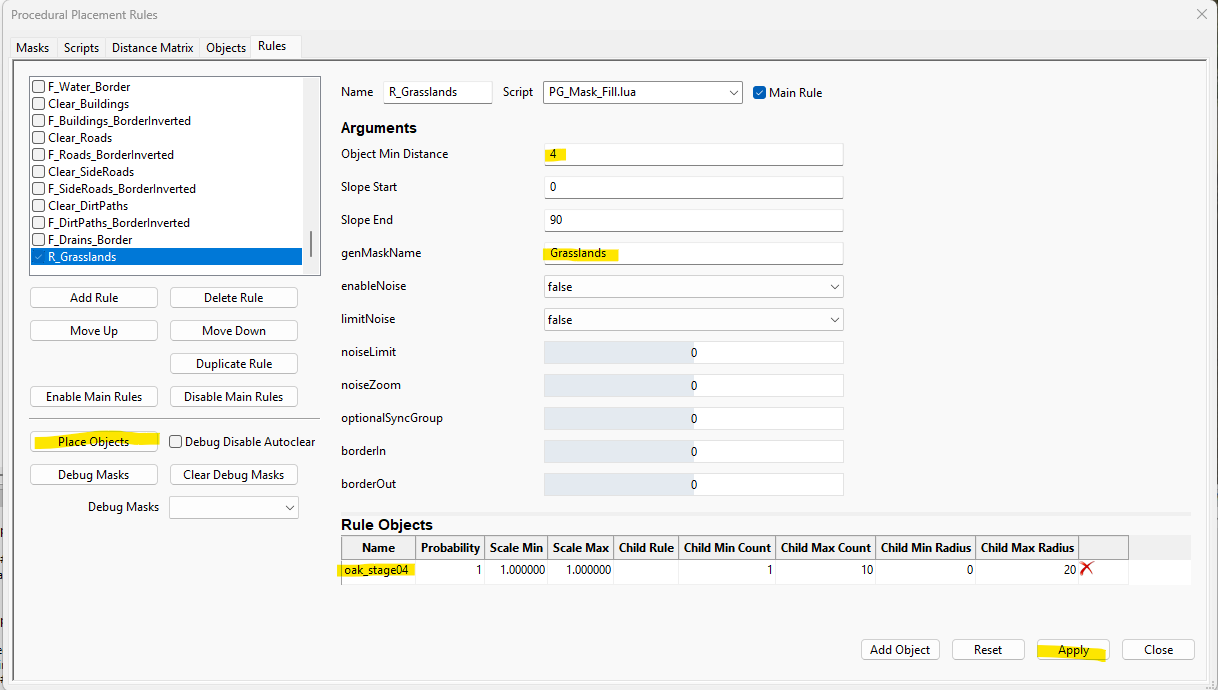 Procedural Placement Rules
Masks Scripts Distance Matrix Objects Rules
F_Water_Border
Clear_Buildings
F_Buildings_BorderInverted
Clear_Roads
F_Roads_BorderInverted
Clear_SideRoads
F_SideRoads_BorderInverted
Clear_DirtPaths
F_DirtPaths_BorderInverted
F_Drains_Border
R_Grasslands
Add Rule Delete Rule
Move Up Move Down
Duplicate Rule
Enable Main Rules Disable Main Rules
Place Objects Debug Disable Autoclear
Debug Masks Clear Debug Masks
Debug Masks
Name R_Grasslands Script PG_Mask_Fill.lua Main Rule
Arguments
Object Min Distance 4
Slope Start 0
Slope End 90
genMaskName Grasslands
enableNoise false
limitNoise false
noiseLimit 0
noiseZoom 0
optionalSyncGroup 0
borderIn 0
borderOut 0
Rule Objects
Name Probability Scale Min Scale Max Child Rule Child Min Count Child Max Count Child Min Radius Child Max Radius
oak_stage04 1 1.000000 1.000000 1 10 0 20
Add Object Reset Apply Close